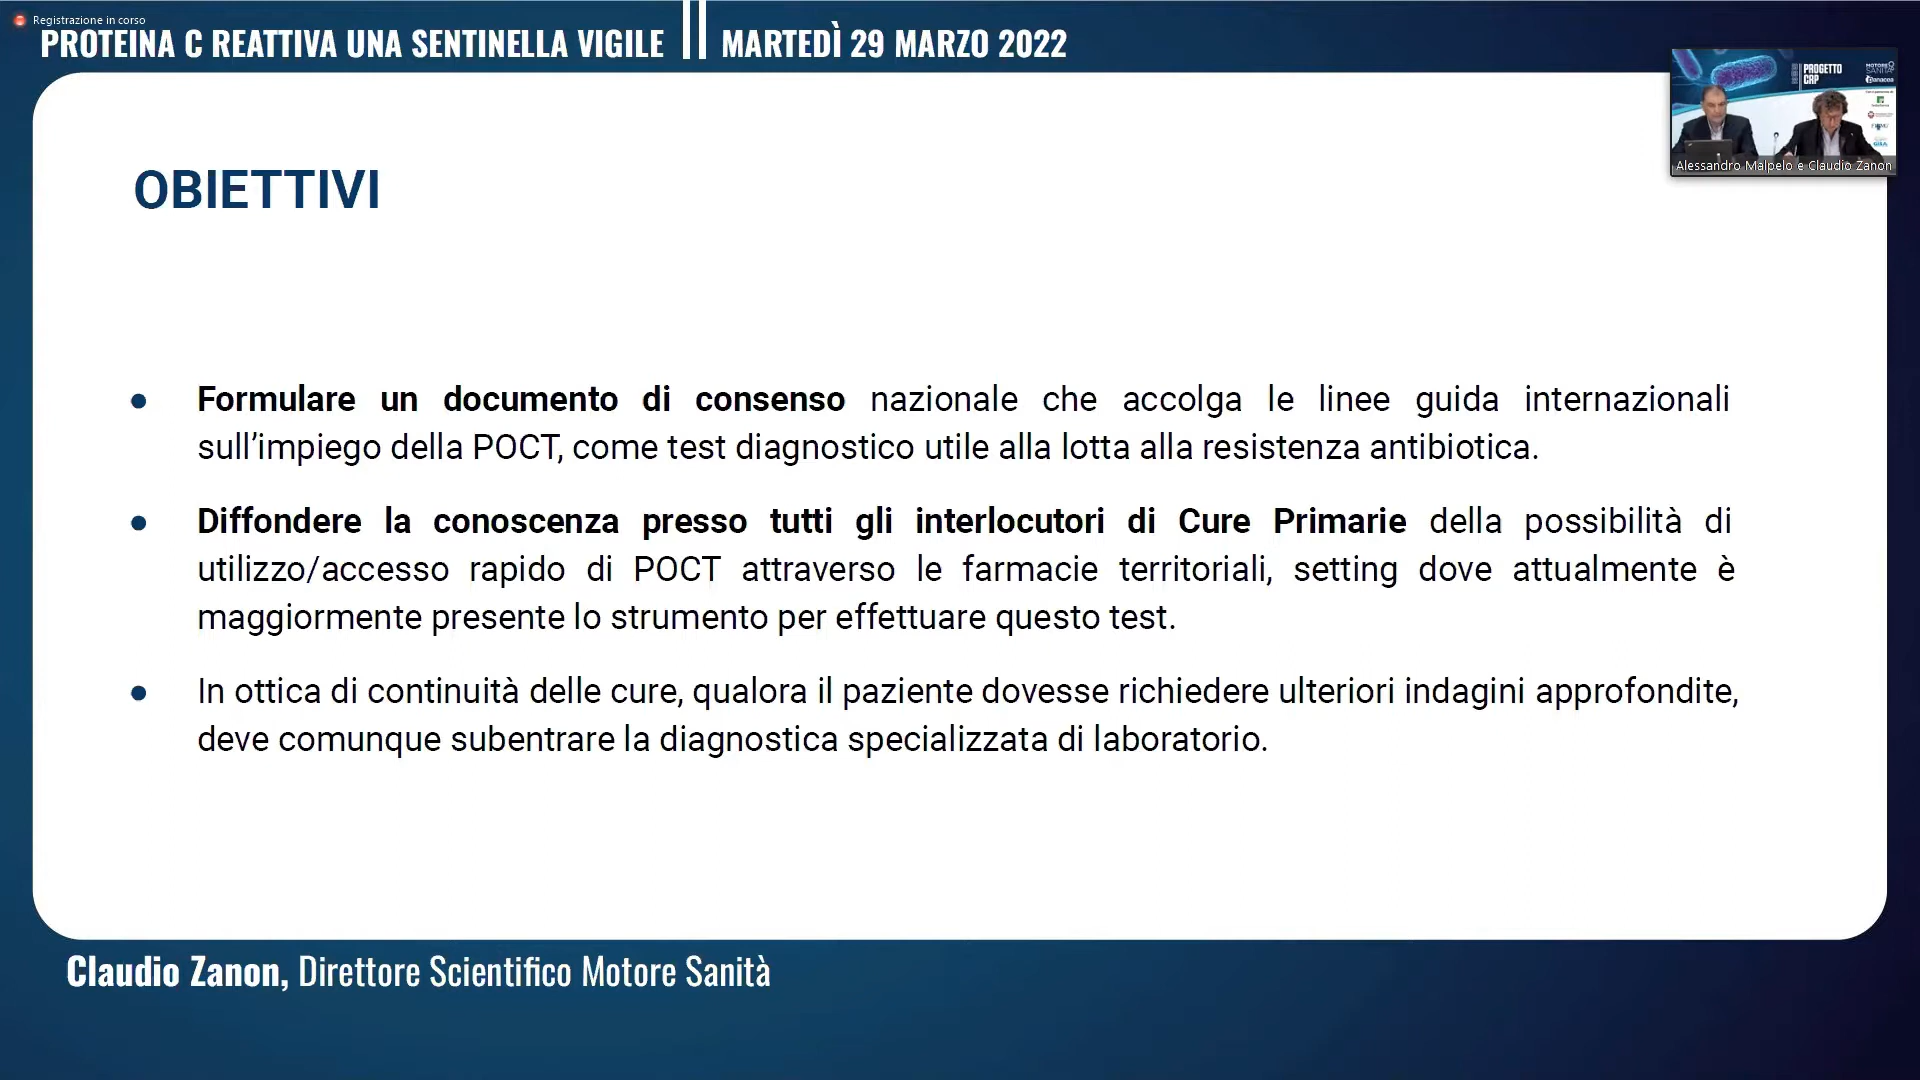 Registrazione in corso
PROTEINA C REATTIVA UNA SENTINELLA VIGILE || MARTEDÌ 29 MARZO 2022
PROGETTO
CRP
MOTORE
SANITÀ
Panacea
Alessandro Malpelo e Claudio Zanon
OBIETTIVI
● Formulare un documento di consenso nazionale che accolga le linee guida internazionali
sull’impiego della POCT, come test diagnostico utile alla lotta alla resistenza antibiotica.
● Diffondere la conoscenza presso tutti gli interlocutori di Cure Primarie della possibilità di
utilizzo/accesso rapido di POCT attraverso le farmacie territoriali, setting dove attualmente è
maggiormente presente lo strumento per effettuare questo test.
● In ottica di continuità delle cure, qualora il paziente dovesse richiedere ulteriori indagini approfondite,
deve comunque subentrare la diagnostica specializzata di laboratorio.
Claudio Zanon, Direttore Scientifico Motore Sanità